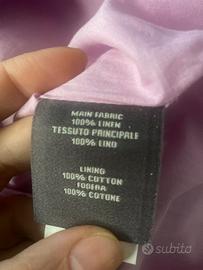 MAIN FABRIC
100% LINEN
TESSUTO PRINCIPALE
100% LINO
LINING
100% COTTON
FODERA
100% COTONE
subito